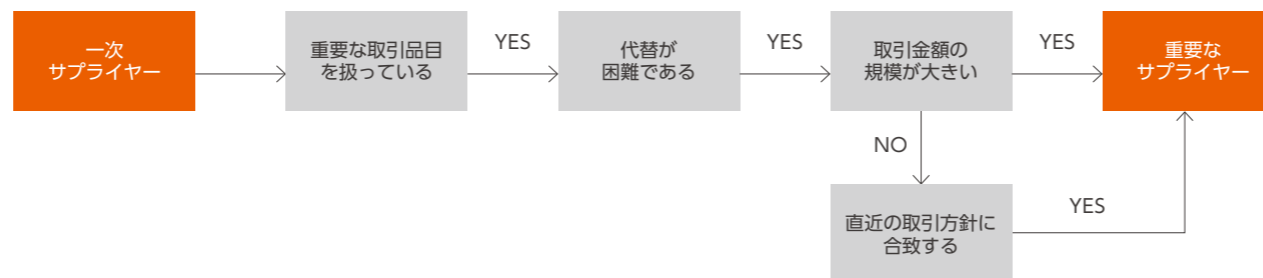 一次
サプライヤー
重要な取引品目
を扱っている
YES
代替が
困難である
YES
取引金額の
規模が大きい
YES
重要な
サプライヤー
NO
直近の取引方針に
合致する
YES